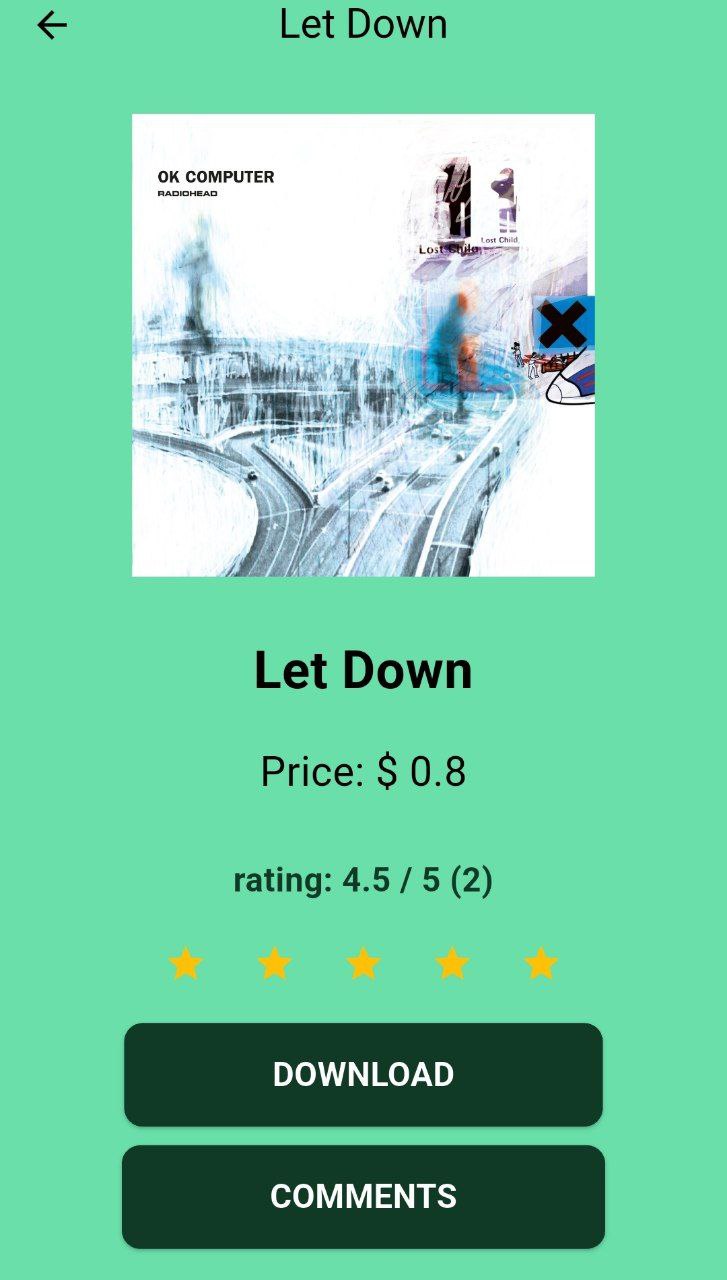 Let Down
OK COMPUTER
RADIOHEAD
Lost Child
Lost Child
Let Down
Price: $ 0.8
rating: 4.5 / 5 (2)
DOWNLOAD
COMMENTS